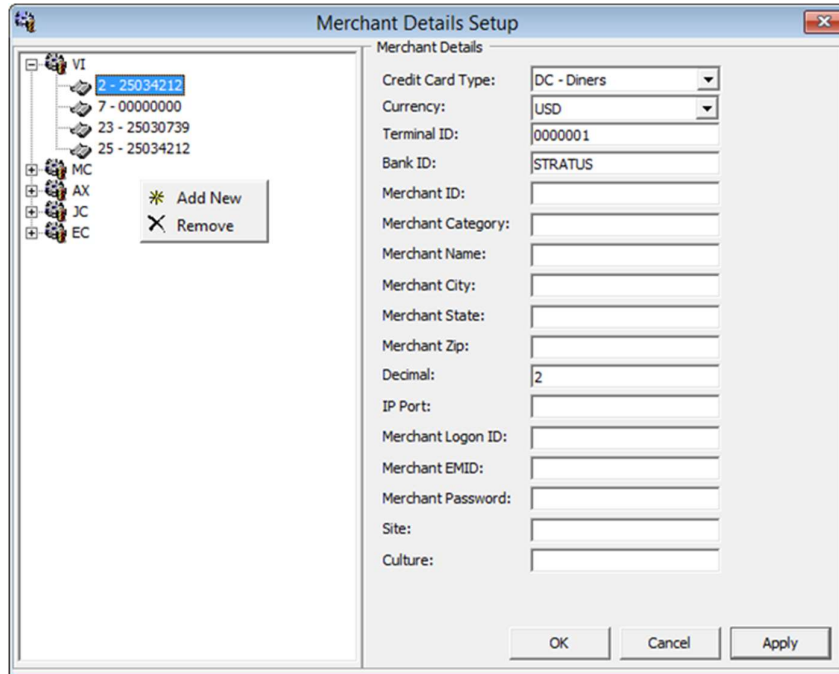 Merchant Details Setup
VI
2 - 25034212
7 - 00000000
23 - 25030739
25 - 25034212
MC
AX
JC
EC
Add New
Remove
Merchant Details
Credit Card Type: DC - Diners
Currency: USD
Terminal ID: 0000001
Bank ID: STRATUS
Merchant ID:
Merchant Category:
Merchant Name:
Merchant City:
Merchant State:
Merchant Zip:
Decimal: 2
IP Port:
Merchant Logon ID:
Merchant EMID:
Merchant Password:
Site:
Culture:
OK Cancel Apply